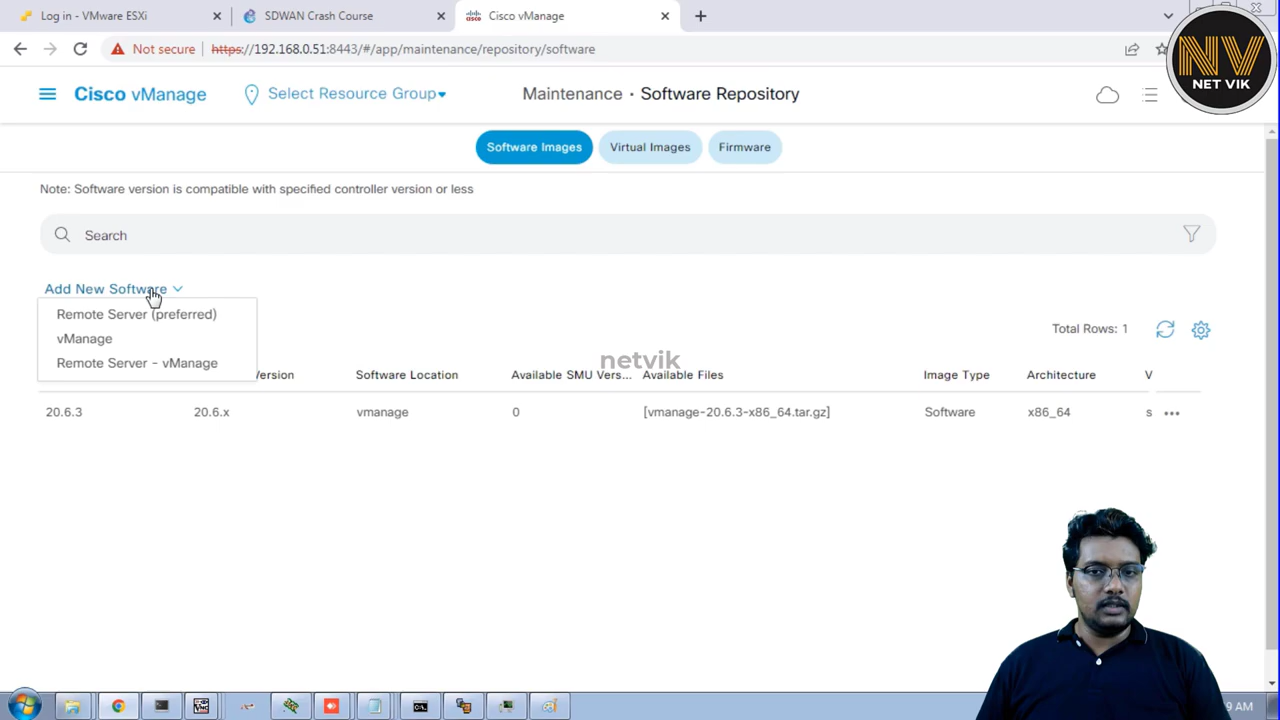 Log in - VMware ESXi
SDWAN Crash Course
Cisco vManage
Not secure
https://192.168.0.51:8443/#/app/maintenance/repository/software
NV
NET VIK
Cisco vManage
Select Resource Group
Maintenance · Software Repository
Software Images
Virtual Images
Firmware
Note: Software version is compatible with specified controller version or less
Search
Add New Software
Remote Server (preferred)
vManage
Remote Server - vManage
Total Rows: 1
netvik
ersion
Software Location
Available SMU Vers...
Available Files
Image Type
Architecture
V
20.6.3
20.6.x
vmanage
0
[vmanage-20.6.3-x86_64.tar.gz]
Software
x86_64
s
9 AM